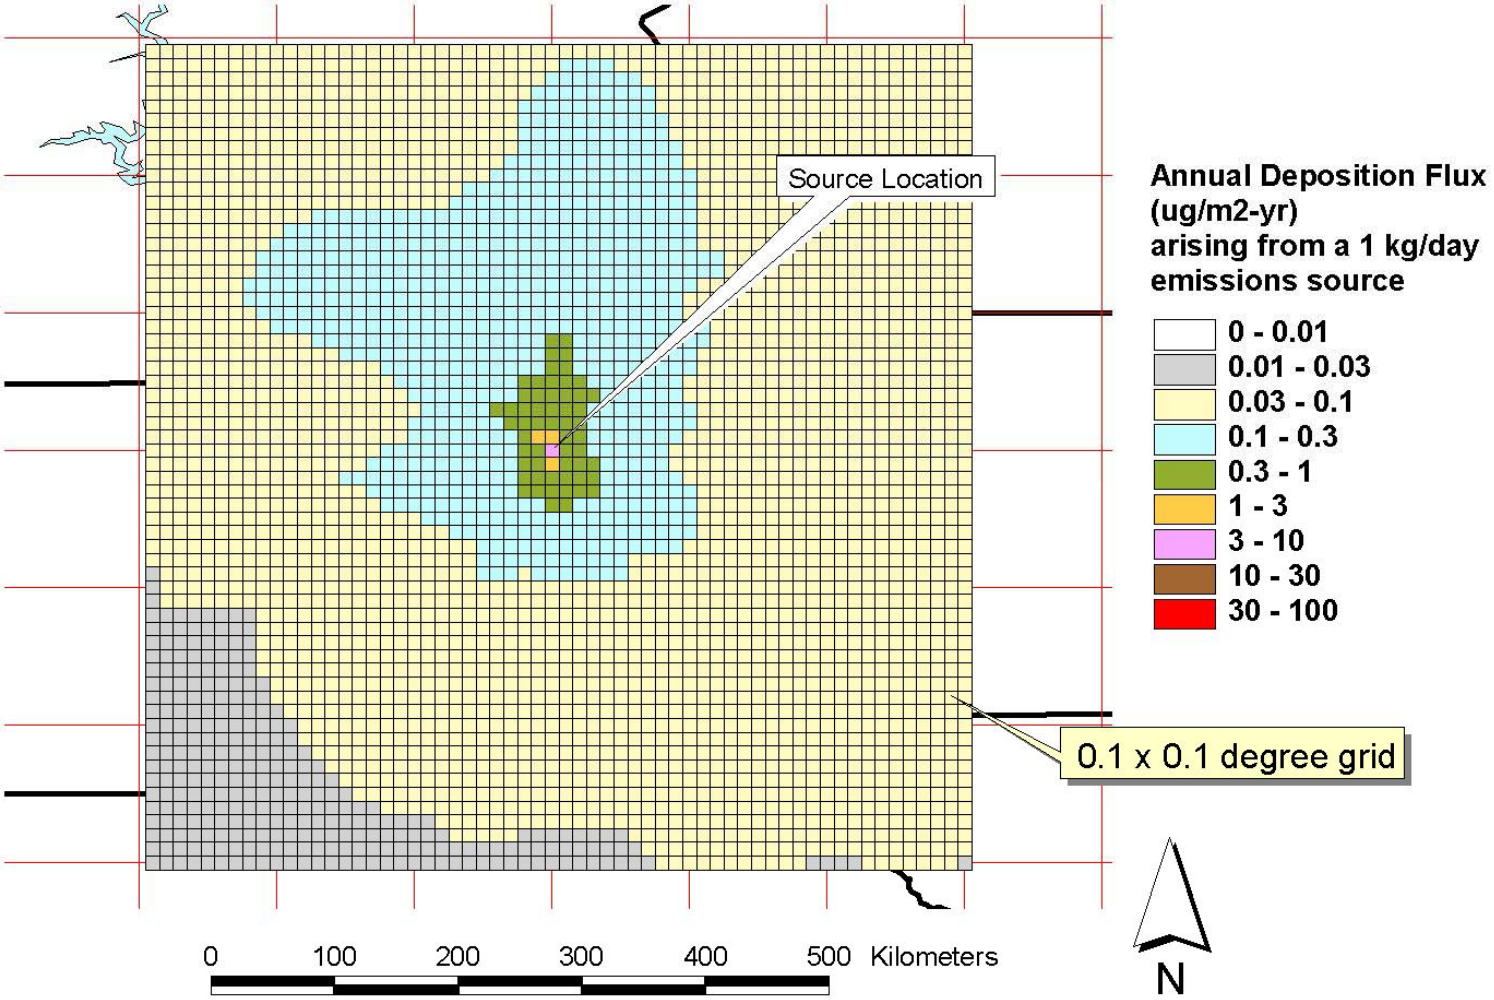 Source Location
Annual Deposition Flux
(ug/m2-yr)
arising from a 1 kg/day
emissions source
0 - 0.01
0.01 - 0.03
0.03 - 0.1
0.1 - 0.3
0.3 - 1
1 - 3
3 - 10
10 - 30
30 - 100
0.1 x 0.1 degree grid
0 100 200 300 400 500 Kilometers
N